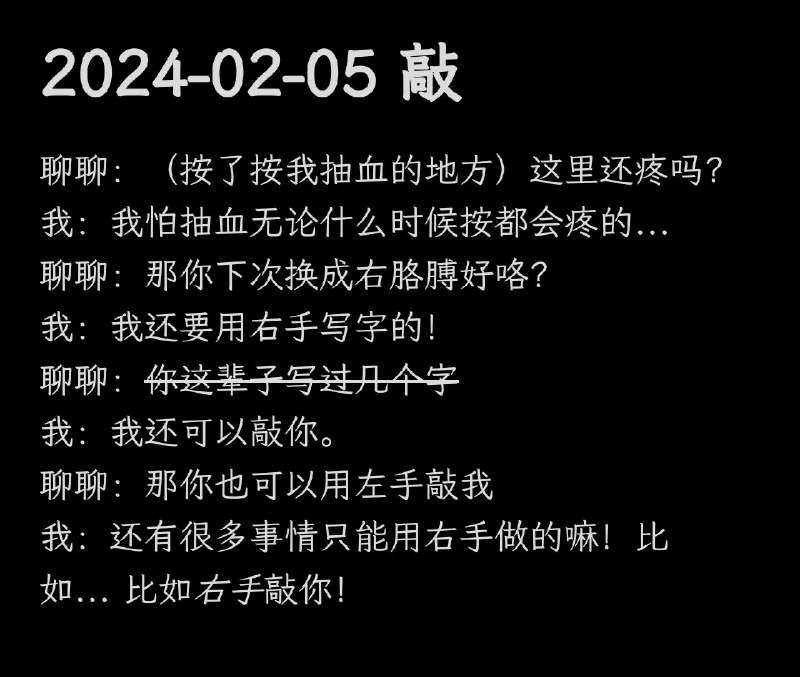 2024-02-05 敲
聊聊：（按了按我抽血的地方）这里还疼吗？
我：我怕抽血无论什么时候按都会疼的…
聊聊：那你下次换成右胳膊好咯？
我：我还要用右手写字的！
聊聊：你这辈子写过几个字
我：我还可以敲你。
聊聊：那你也可以用左手敲我
我：还有很多事情只能用右手做的嘛！比
如… 比如右手敲你！